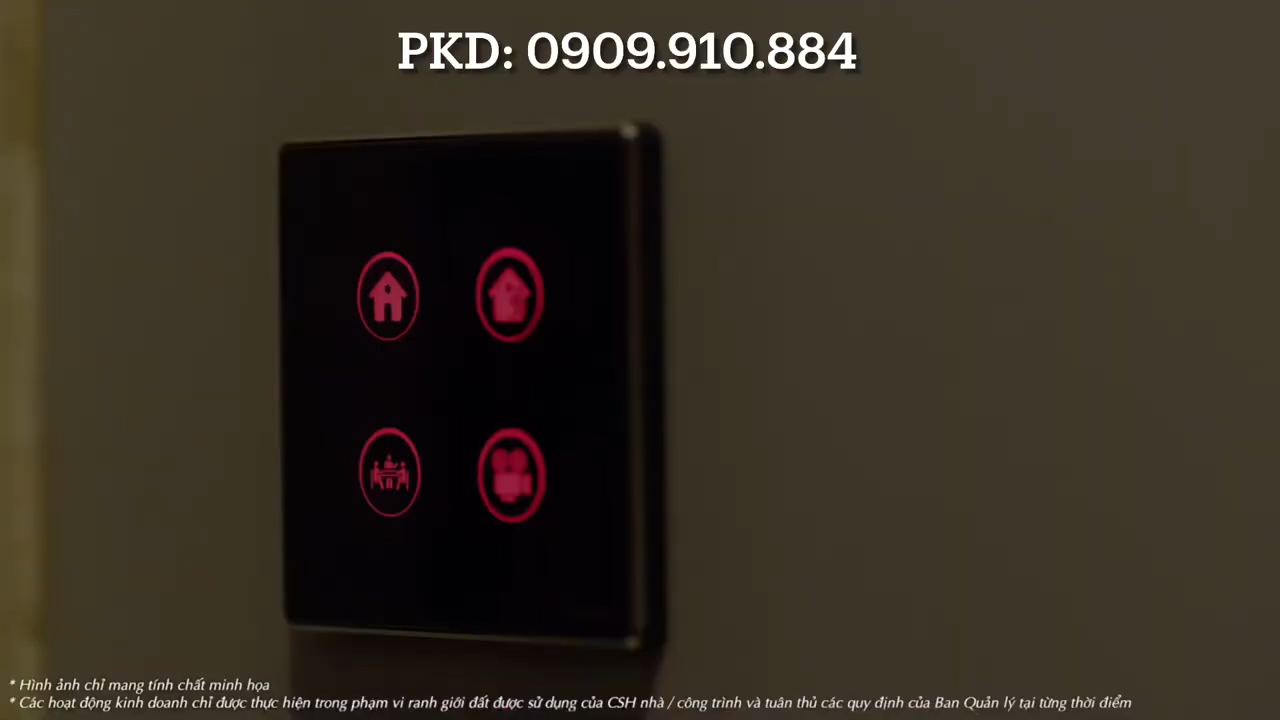 PKD: 0909.910.884
* Hình ảnh chỉ mang tính chất minh họa
* Các hoạt động kinh doanh chỉ được thực hiện trong phạm vi ranh giới đất được sử dụng của CSH nhà / công trình và tuân thủ các quy định của Ban Quản lý tại từng thời điểm